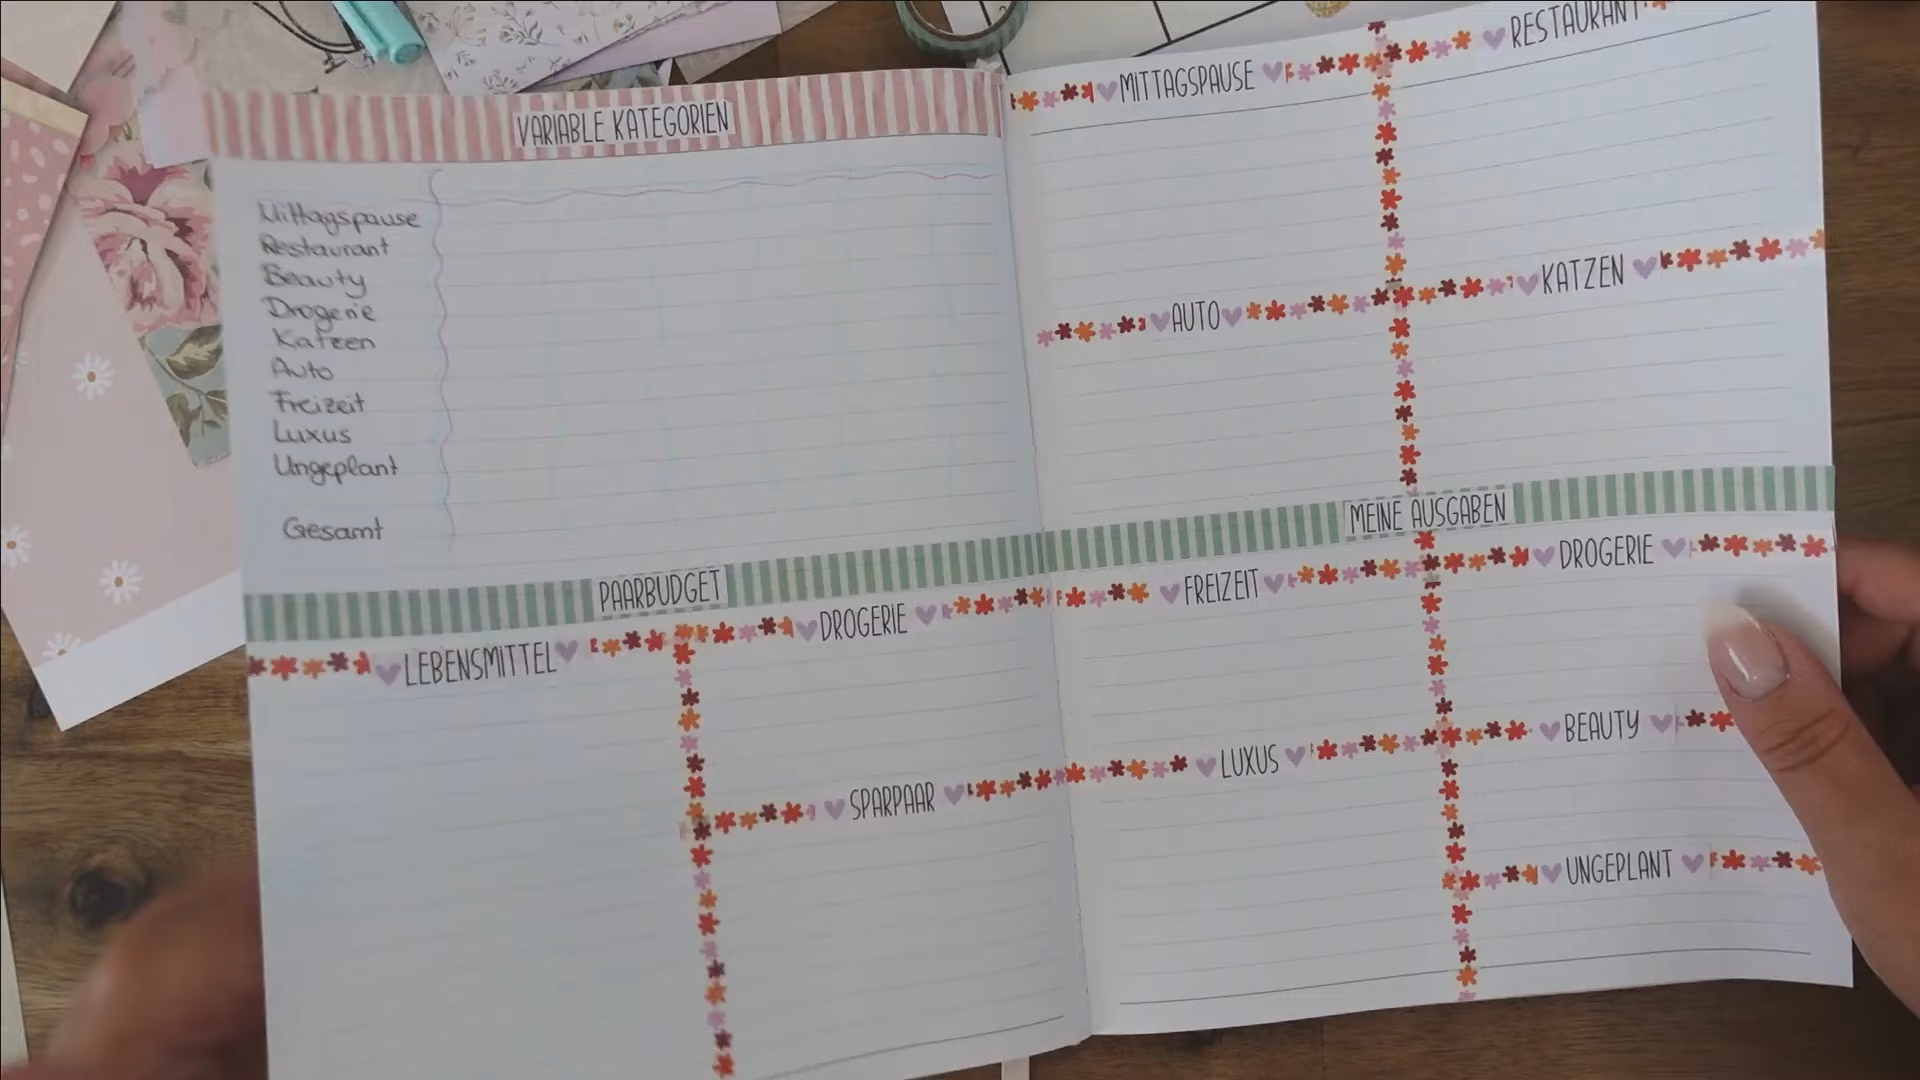 VARIABLE KATEGORIEN
Mittagspause
Restaurant
Beauty
Drogerie
Katzen
Auto
Freizeit
Luxus
Ungeplant
Gesamt
PAARBUDGET
LEBENSMITTEL
DROGERIE
SPARPAAR
MITTAGSPAUSE
RESTAURANT
AUTO
KATZEN
MEINE AUSGABEN
FREIZEIT
DROGERIE
LUXUS
BEAUTY
UNGEPLANT